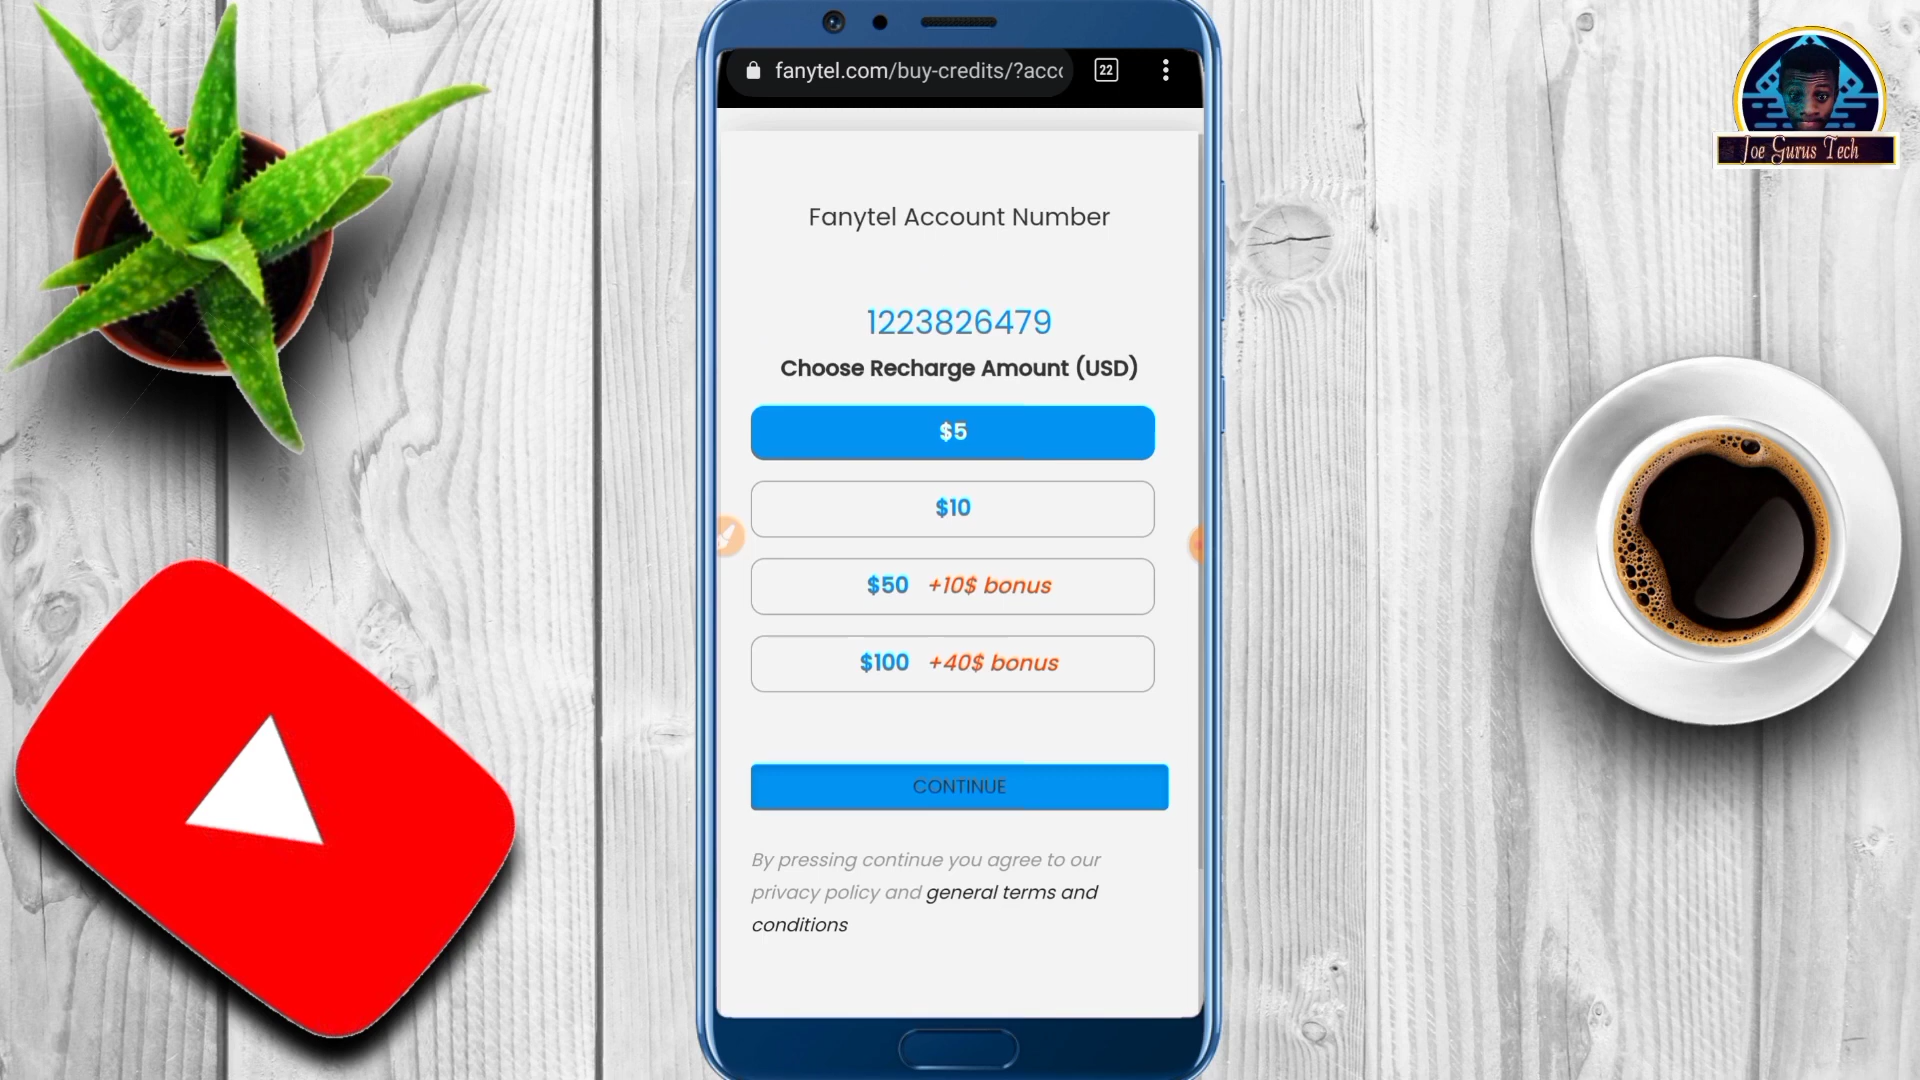 fanytel.com/buy-credits/?acc
22
Joe Gurus Tech
Fanytel Account Number
1223826479
Choose Recharge Amount (USD)
$5
$10
$50 +10$ bonus
$100 +40$ bonus
CONTINUE
By pressing continue you agree to our
privacy policy and general terms and
conditions